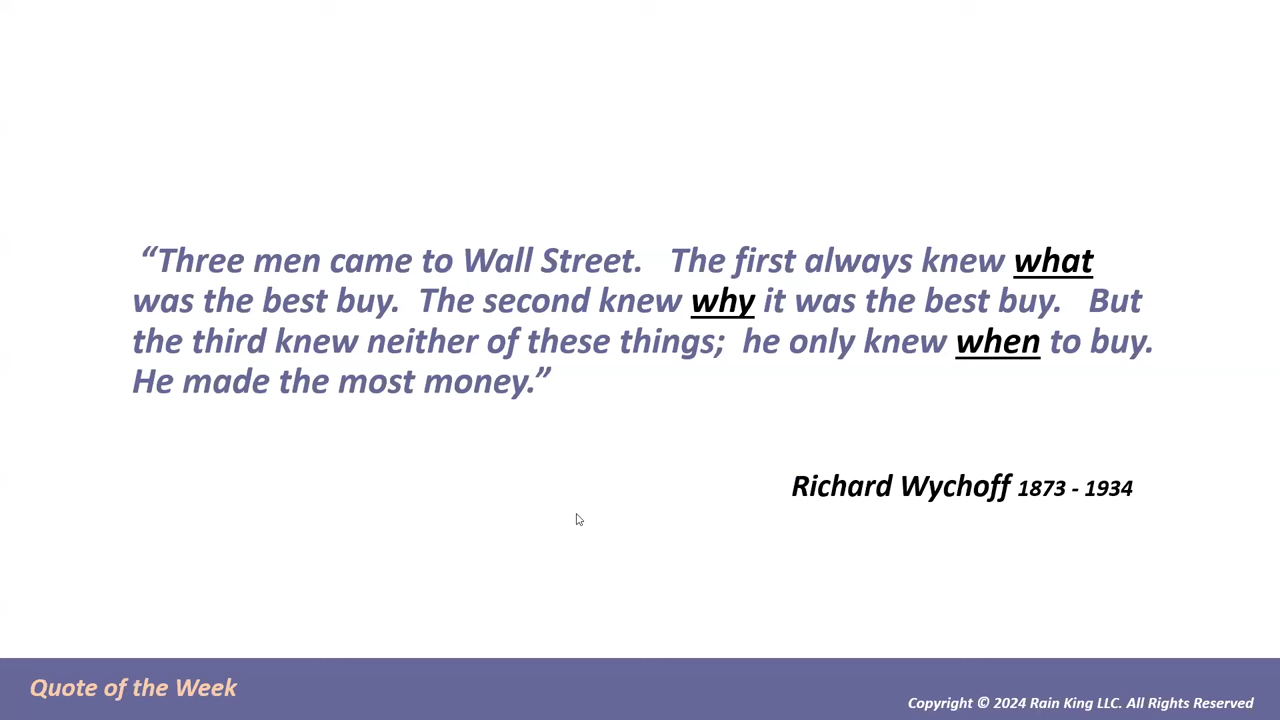 “Three men came to Wall Street. The first always knew what
was the best buy. The second knew why it was the best buy. But
the third knew neither of these things; he only knew when to buy.
He made the most money.”
Richard Wychoff 1873 - 1934
Quote of the Week
Copyright © 2024 Rain King LLC. All Rights Reserved